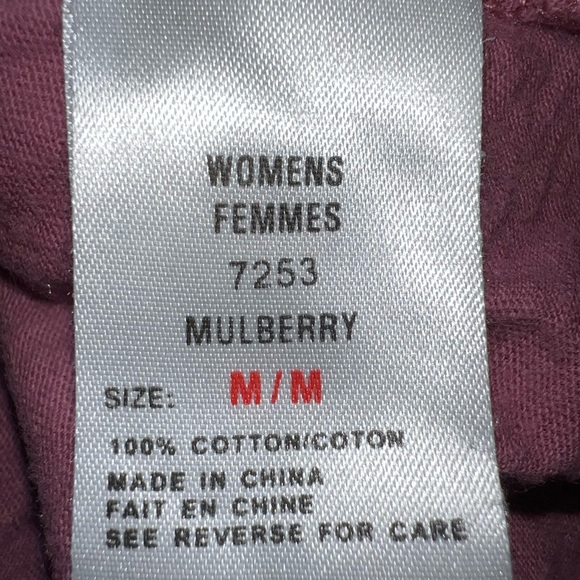 WOMENS
FEMMES
7253
MULBERRY
SIZE: M/M
100% COTTON/COTON
MADE IN CHINA
FAIT EN CHINE
SEE REVERSE FOR CARE